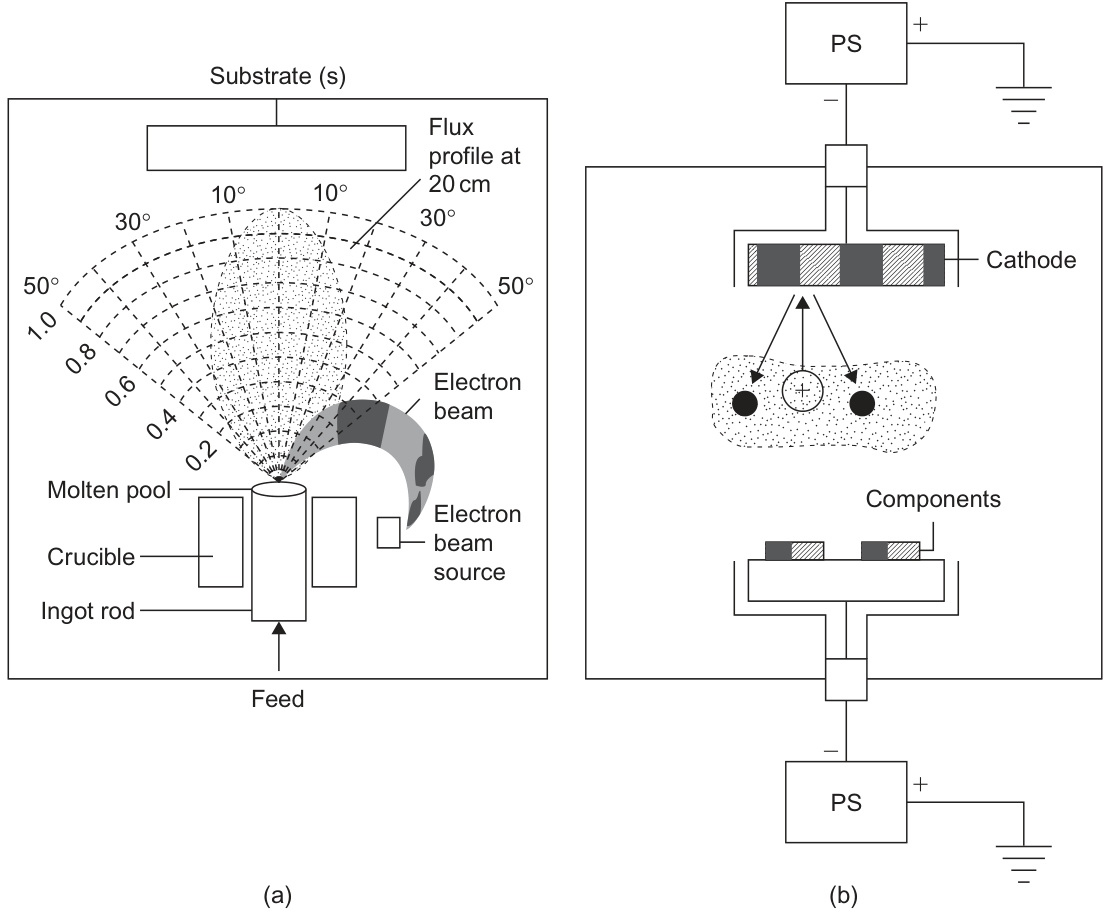 Substrate (s)
Flux
profile at
20 cm
10°
10°
30°
30°
50°
50°
1.0
0.8
0.6
0.4
0.2
Electron
beam
Molten pool
Crucible
Electron
beam
source
Ingot rod
Feed
(a)
PS
+
−
Cathode
+
Components
−
PS
+
(b)